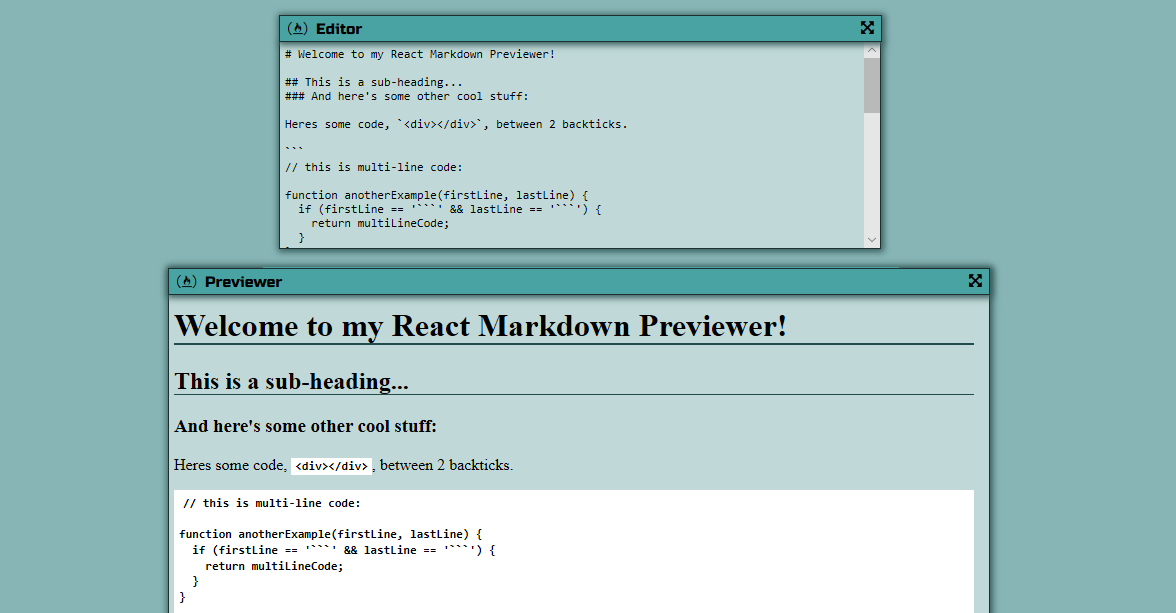 Editor
# Welcome to my React Markdown Previewer!
## This is a sub-heading...
### And here's some other cool stuff:
Heres some code, `<div></div>`, between 2 backticks.
```
// this is multi-line code:
function anotherExample(firstLine, lastLine) {
  if (firstLine == '```' && lastLine == '```') {
    return multiLineCode;
  }
Previewer
Welcome to my React Markdown Previewer!
This is a sub-heading...
And here's some other cool stuff:
Heres some code, <div></div>, between 2 backticks.
// this is multi-line code:
function anotherExample(firstLine, lastLine) {
  if (firstLine == '```' && lastLine == '```') {
    return multiLineCode;
  }
}